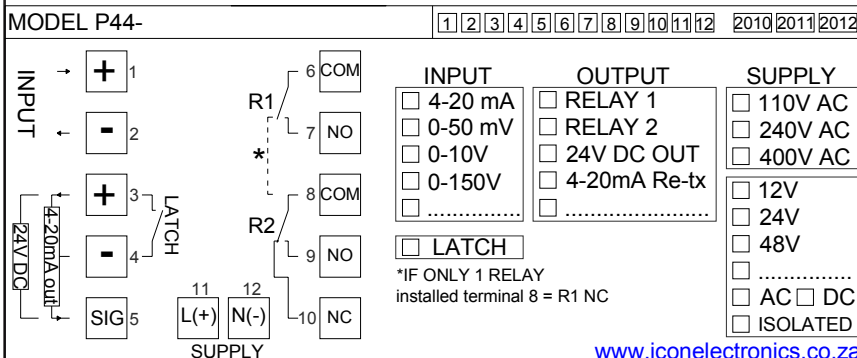 MODEL P44-
1 2 3 4 5 6 7 8 9 10 11 12 2010 2011 2012
INPUT
→ + 1
← - 2
+ 3
- 4
SIG 5
LATCH
4-20mA out
24V DC
R1
6 COM
7 NO
*
R2
8 COM
9 NO
10 NC
11 12
L(+) N(-)
SUPPLY
INPUT
☐ 4-20 mA
☐ 0-50 mV
☐ 0-10V
☐ 0-150V
☐ ...............
☐ LATCH
*IF ONLY 1 RELAY
installed terminal 8 = R1 NC
OUTPUT
☐ RELAY 1
☐ RELAY 2
☐ 24V DC OUT
☐ 4-20mA Re-tx
☐ .......................
SUPPLY
☐ 110V AC
☐ 240V AC
☐ 400V AC
☐ 12V
☐ 24V
☐ 48V
☐ ...............
☐ AC ☐ DC
☐ ISOLATED
www.iconelectronics.co.za